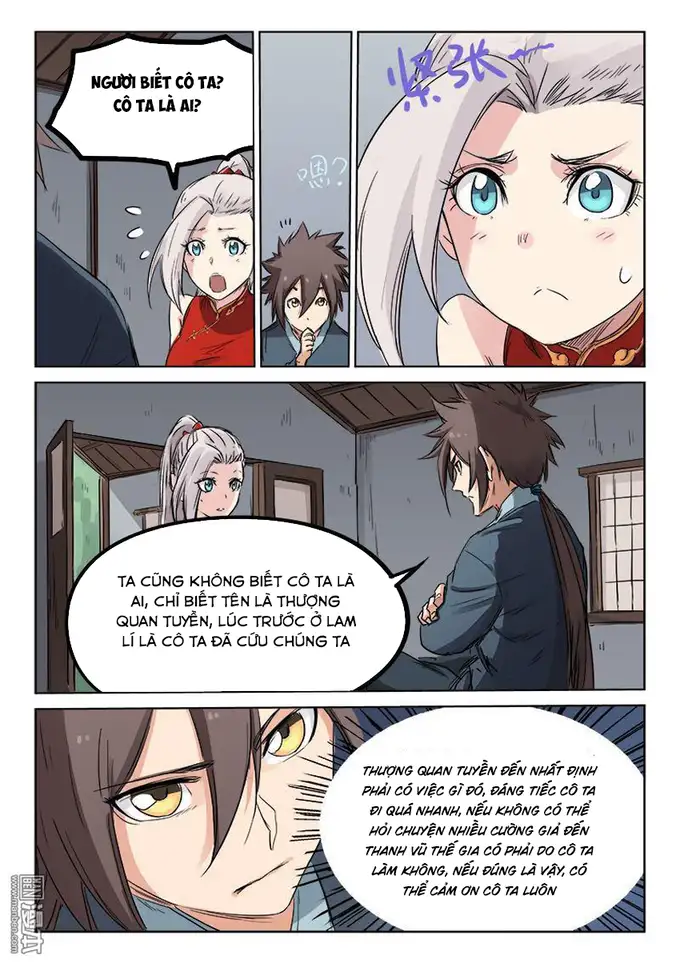 NGƯƠI BIẾT CÔ TA?
CÔ TA LÀ AI?
嗯?
紧张~
TA CŨNG KHÔNG BIẾT CÔ TA LÀ
AI, CHỈ BIẾT TÊN LÀ THƯỢNG
QUAN TUYỀN, LÚC TRƯỚC Ở LAM
LÍ LÀ CÔ TA ĐÃ CỨU CHÚNG TA
THƯỢNG QUAN TUYỀN ĐẾN NHẤT ĐỊNH
PHẢI CÓ VIỆC GÌ ĐÓ, ĐÁNG TIẾC CÔ TA
ĐI QUÁ NHANH, NẾU KHÔNG CÓ THỂ
HỎI CHUYỆN NHIỀU CƯỜNG GIẢ ĐẾN
THANH VŨ THẾ GIA CÓ PHẢI DO CÔ TA
LÀM KHÔNG, NẾU ĐÚNG LÀ VẬY, CÓ
THỂ CẢM ƠN CÔ TA LUÔN